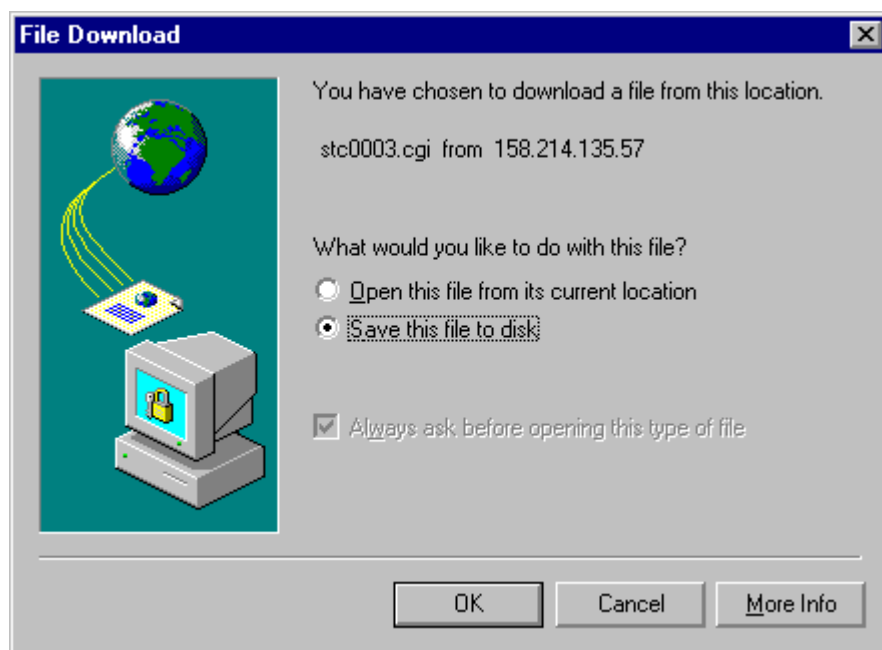 File Download
You have chosen to download a file from this location.
stc0003.cgi from 158.214.135.57
What would you like to do with this file?
Open this file from its current location
Save this file to disk
Always ask before opening this type of file
OK Cancel More Info